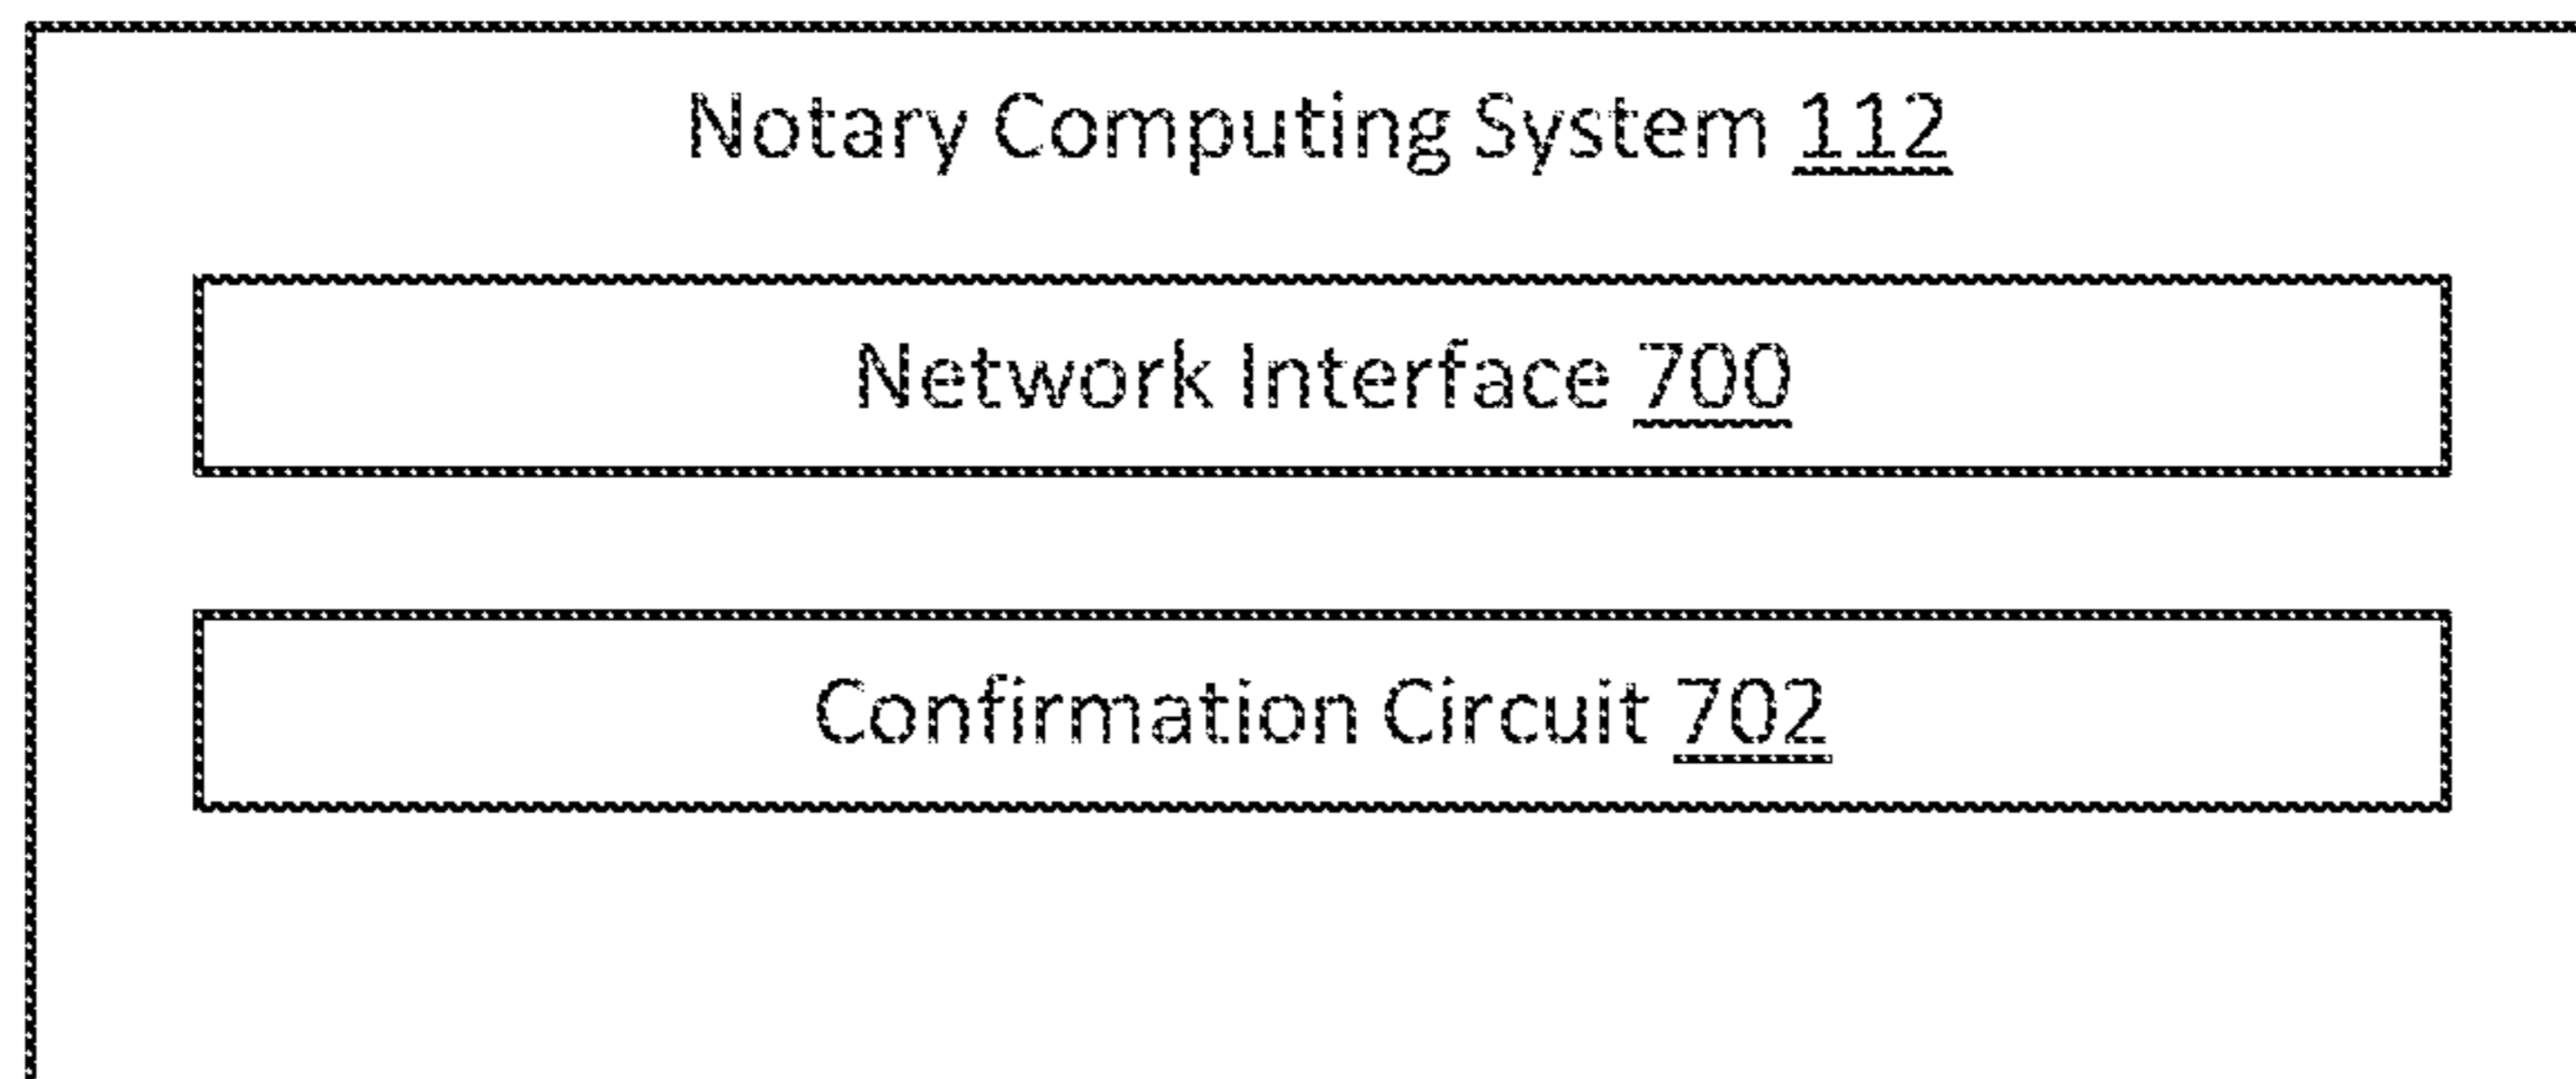 Notary Computing System 112
Network Interface 700
Confirmation Circuit 702